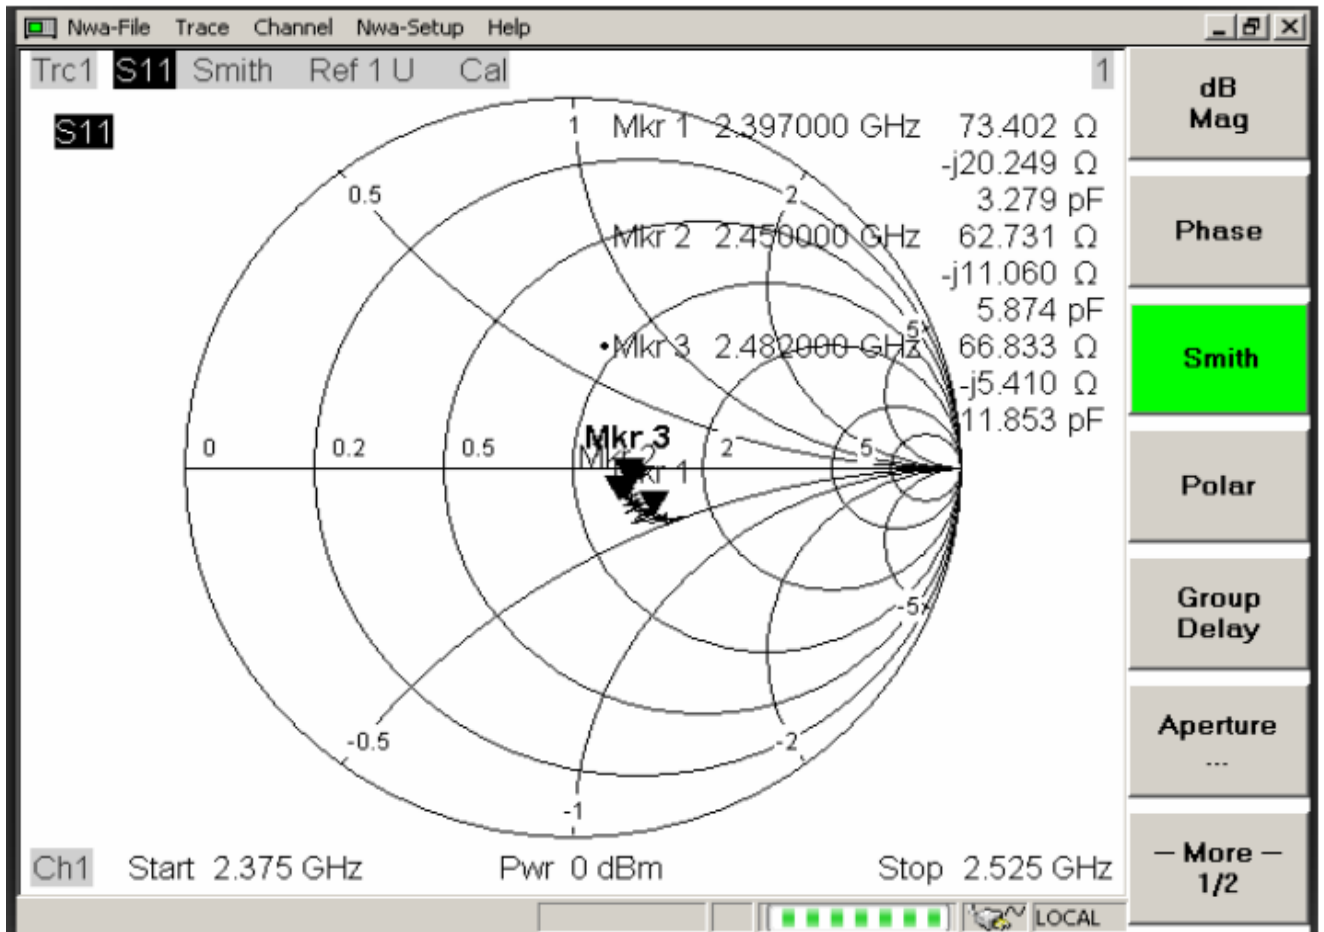 Nwa-File Trace Channel Nwa-Setup Help
Trc1 S11 Smith Ref 1 U Cal 1
S11
Mkr 1 2.397000 GHz 73.402 Ω
-j20.249 Ω
3.279 pF
Mkr 2 2.450000 GHz 62.731 Ω
-j11.060 Ω
5.874 pF
•Mkr 3 2.482000 GHz 66.833 Ω
-j5.410 Ω
11.853 pF
1
0.5 2
5
Mkr 3
Mkr 2
Mkr 1
0 0.2 0.5 2 5
-5
-0.5 -2
-1
Ch1 Start 2.375 GHz Pwr 0 dBm Stop 2.525 GHz
LOCAL
dB
Mag
Phase
Smith
Polar
Group
Delay
Aperture
...
— More —
1/2